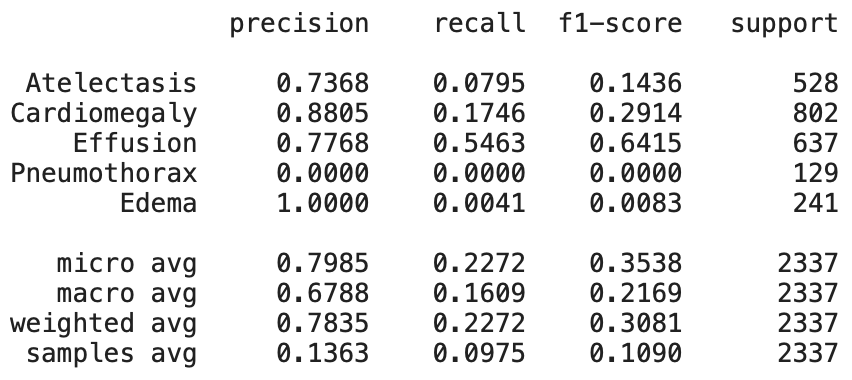 precision recall f1-score support
Atelectasis 0.7368 0.0795 0.1436 528
Cardiomegaly 0.8805 0.1746 0.2914 802
Effusion 0.7768 0.5463 0.6415 637
Pneumothorax 0.0000 0.0000 0.0000 129
Edema 1.0000 0.0041 0.0083 241
micro avg 0.7985 0.2272 0.3538 2337
macro avg 0.6788 0.1609 0.2169 2337
weighted avg 0.7835 0.2272 0.3081 2337
samples avg 0.1363 0.0975 0.1090 2337